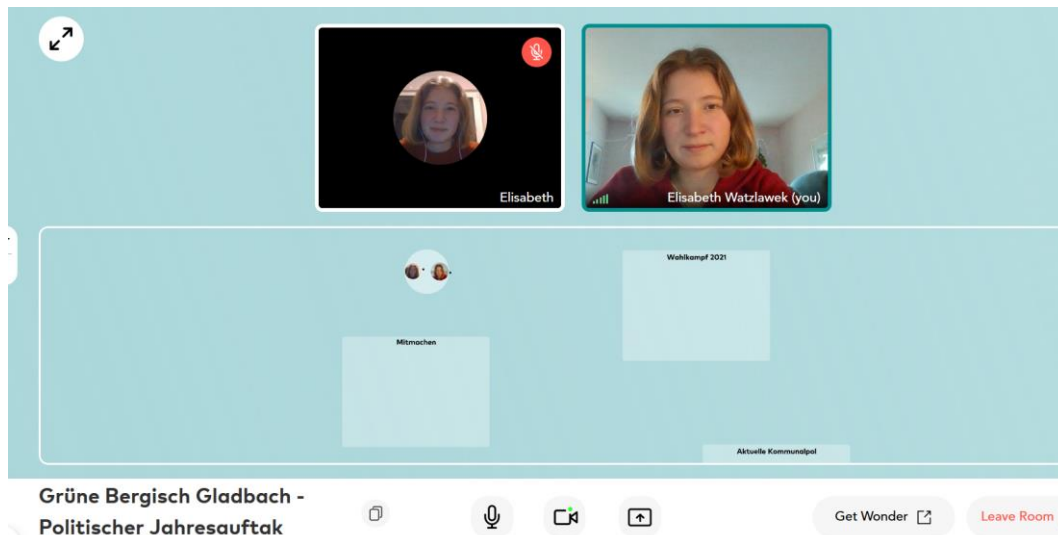 Elisabeth
Elisabeth Watzlawek (you)
Wahlkampf 2021
Mitmachen
Aktuelle Kommunalpol
Grüne Bergisch Gladbach -
Politischer Jahresauftak
Get Wonder
Leave Room